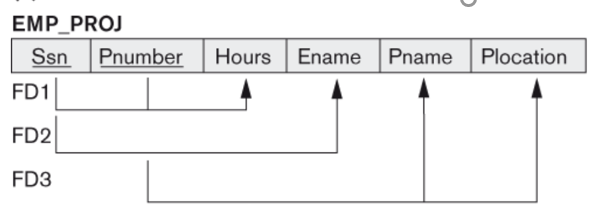 EMP_PROJ
Ssn Pnumber Hours Ename Pname Plocation
FD1
FD2
FD3